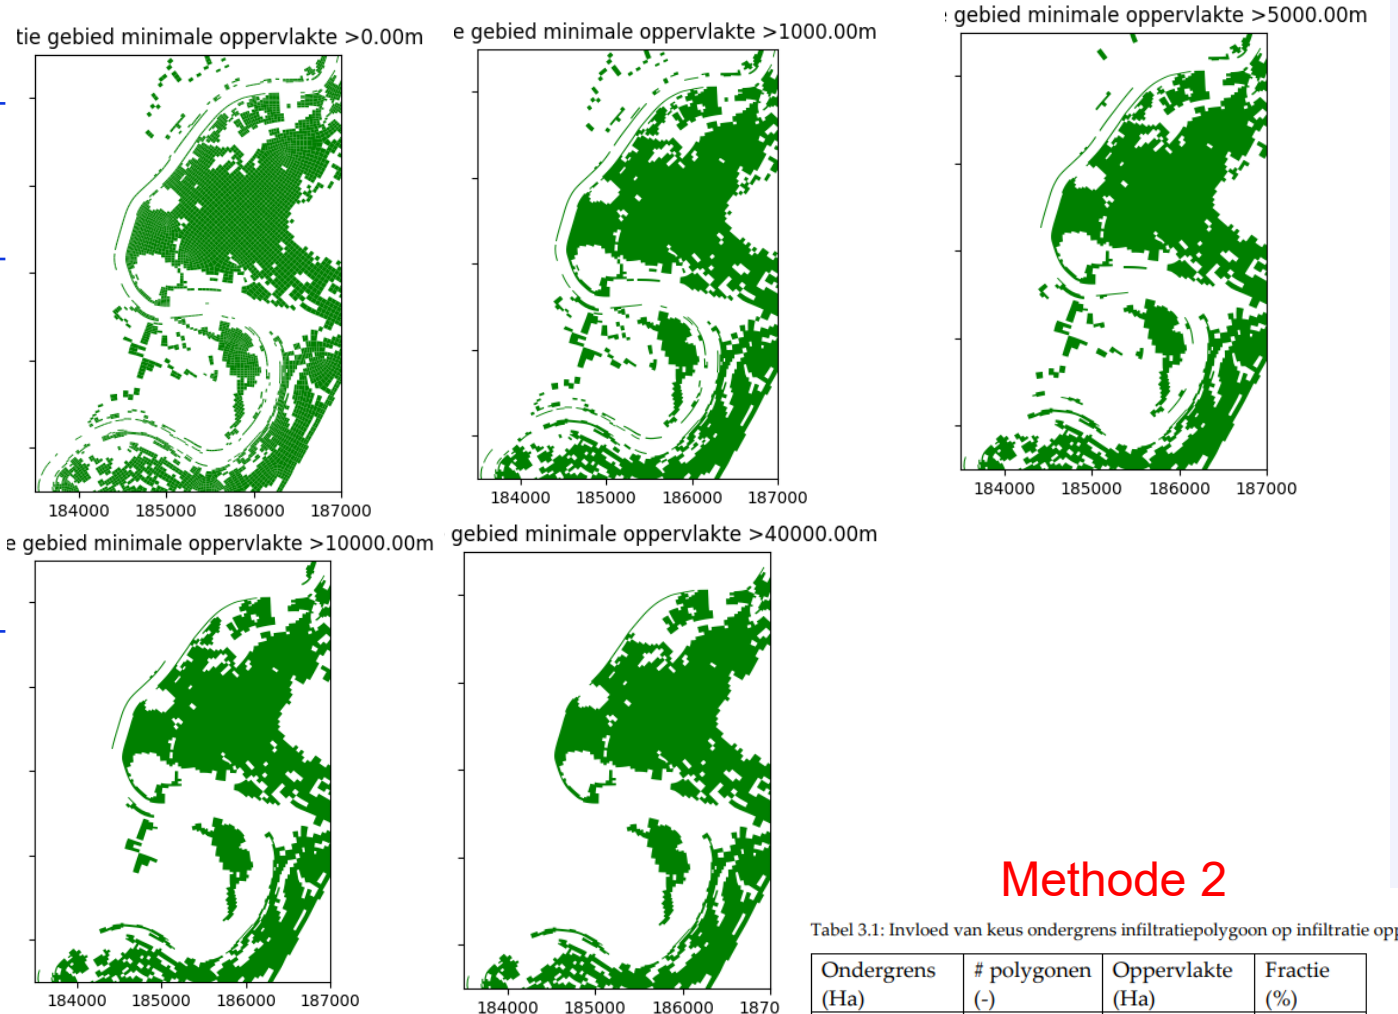 tie gebied minimale oppervlakte >0.00m
e gebied minimale oppervlakte >1000.00m
gebied minimale oppervlakte >5000.00m
184000 185000 186000 187000
184000 185000 186000 187000
184000 185000 186000 187000
e gebied minimale oppervlakte >10000.00m
gebied minimale oppervlakte >40000.00m
184000 185000 186000 187000
184000 185000 186000 1870
Methode 2
Tabel 3.1: Invloed van keus ondergrens infiltratiepolygoon op infiltratie opp
Ondergrens # polygonen Oppervlakte Fractie
(Ha) (-) (Ha) (%)